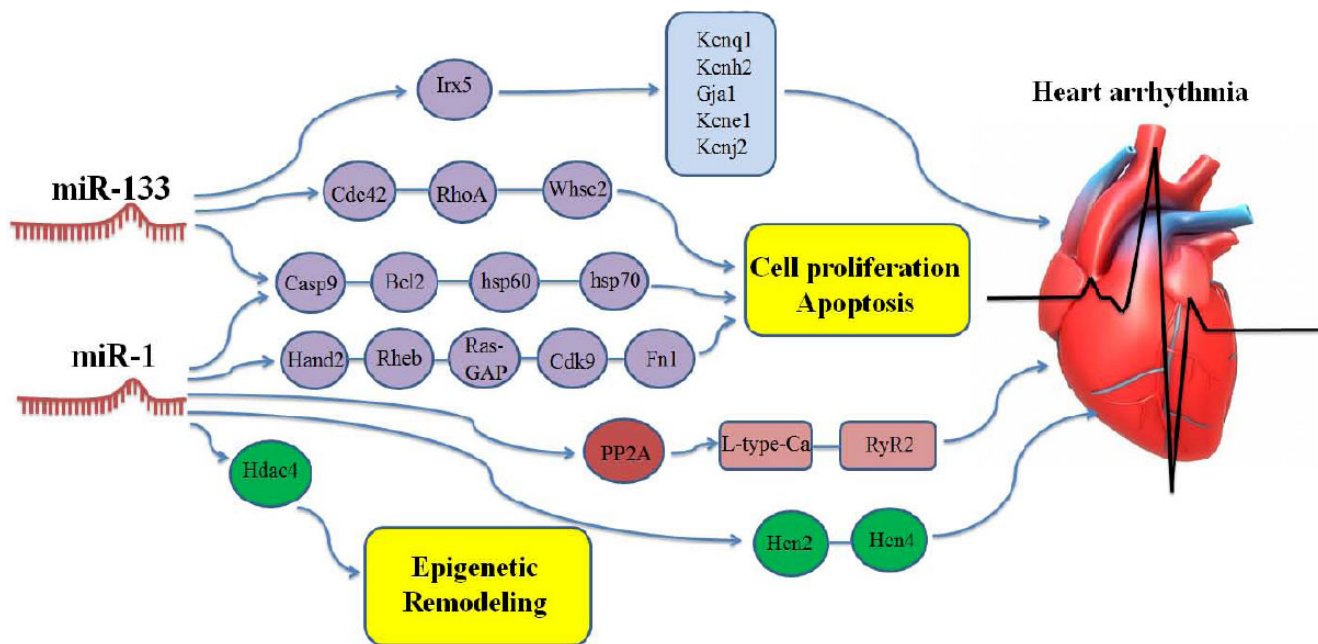 Kcnq1
Kcnh2
Gja1
Kcne1
Kcnj2
Irx5
Heart arrhythmia
miR-133
Cdc42
RhoA
Whsc2
Casp9
Bcl2
hsp60
hsp70
Cell proliferation
Apoptosis
miR-1
Hand2
Rheb
Ras-
GAP
Cdk9
Fn1
PP2A
L-type-Ca
RyR2
Hdac4
Hcn2
Hcn4
Epigenetic
Remodeling